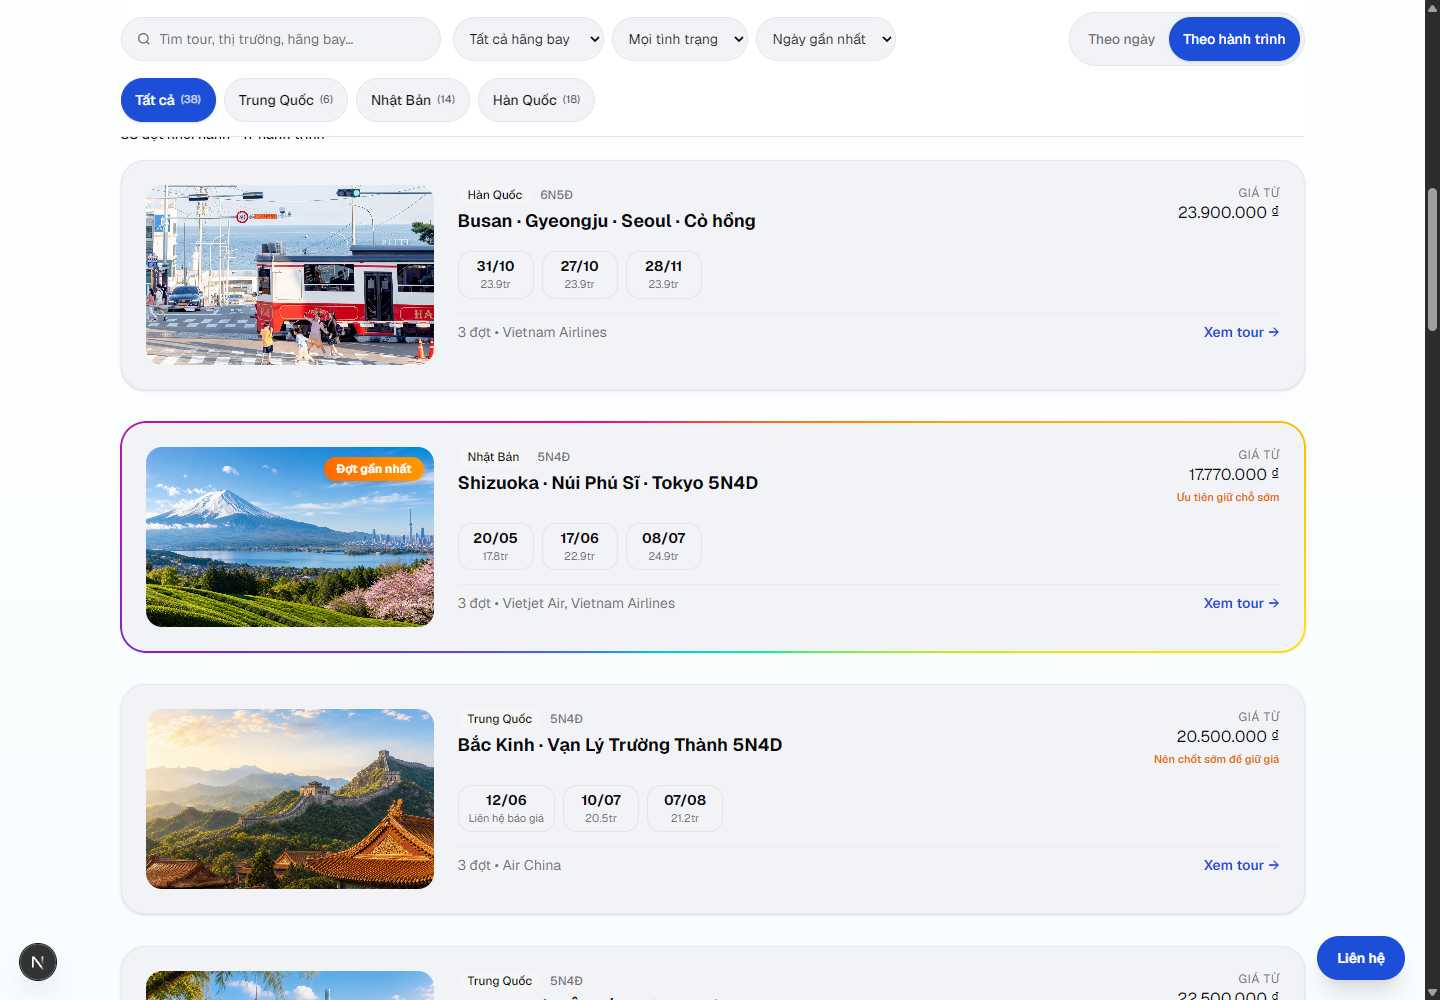 Tìm tour, thị trường, hãng bay...
Tất cả hãng bay
Mọi tình trạng
Ngày gần nhất
Theo ngày
Theo hành trình
Tất cả (38)
Trung Quốc (6)
Nhật Bản (14)
Hàn Quốc (18)
Hàn Quốc 6N5Đ
GIÁ TỪ
Busan · Gyeongju · Seoul · Cỏ hồng
23.900.000 ₫
31/10 27/10 28/11
23.9tr 23.9tr 23.9tr
3 đợt • Vietnam Airlines
Xem tour →
Đợt gần nhất
Nhật Bản 5N4Đ
GIÁ TỪ
Shizuoka · Núi Phú Sĩ · Tokyo 5N4D
17.770.000 ₫
Ưu tiên giữ chỗ sớm
20/05 17/06 08/07
17.8tr 22.9tr 24.9tr
3 đợt • Vietjet Air, Vietnam Airlines
Xem tour →
Trung Quốc 5N4Đ
GIÁ TỪ
Bắc Kinh · Vạn Lý Trường Thành 5N4D
20.500.000 ₫
Nên chốt sớm để giữ giá
12/06 10/07 07/08
Liên hệ báo giá 20.5tr 21.2tr
3 đợt • Air China
Xem tour →
Trung Quốc 5N4Đ
GIÁ TỪ
22.500.000 ₫
N
Liên hệ